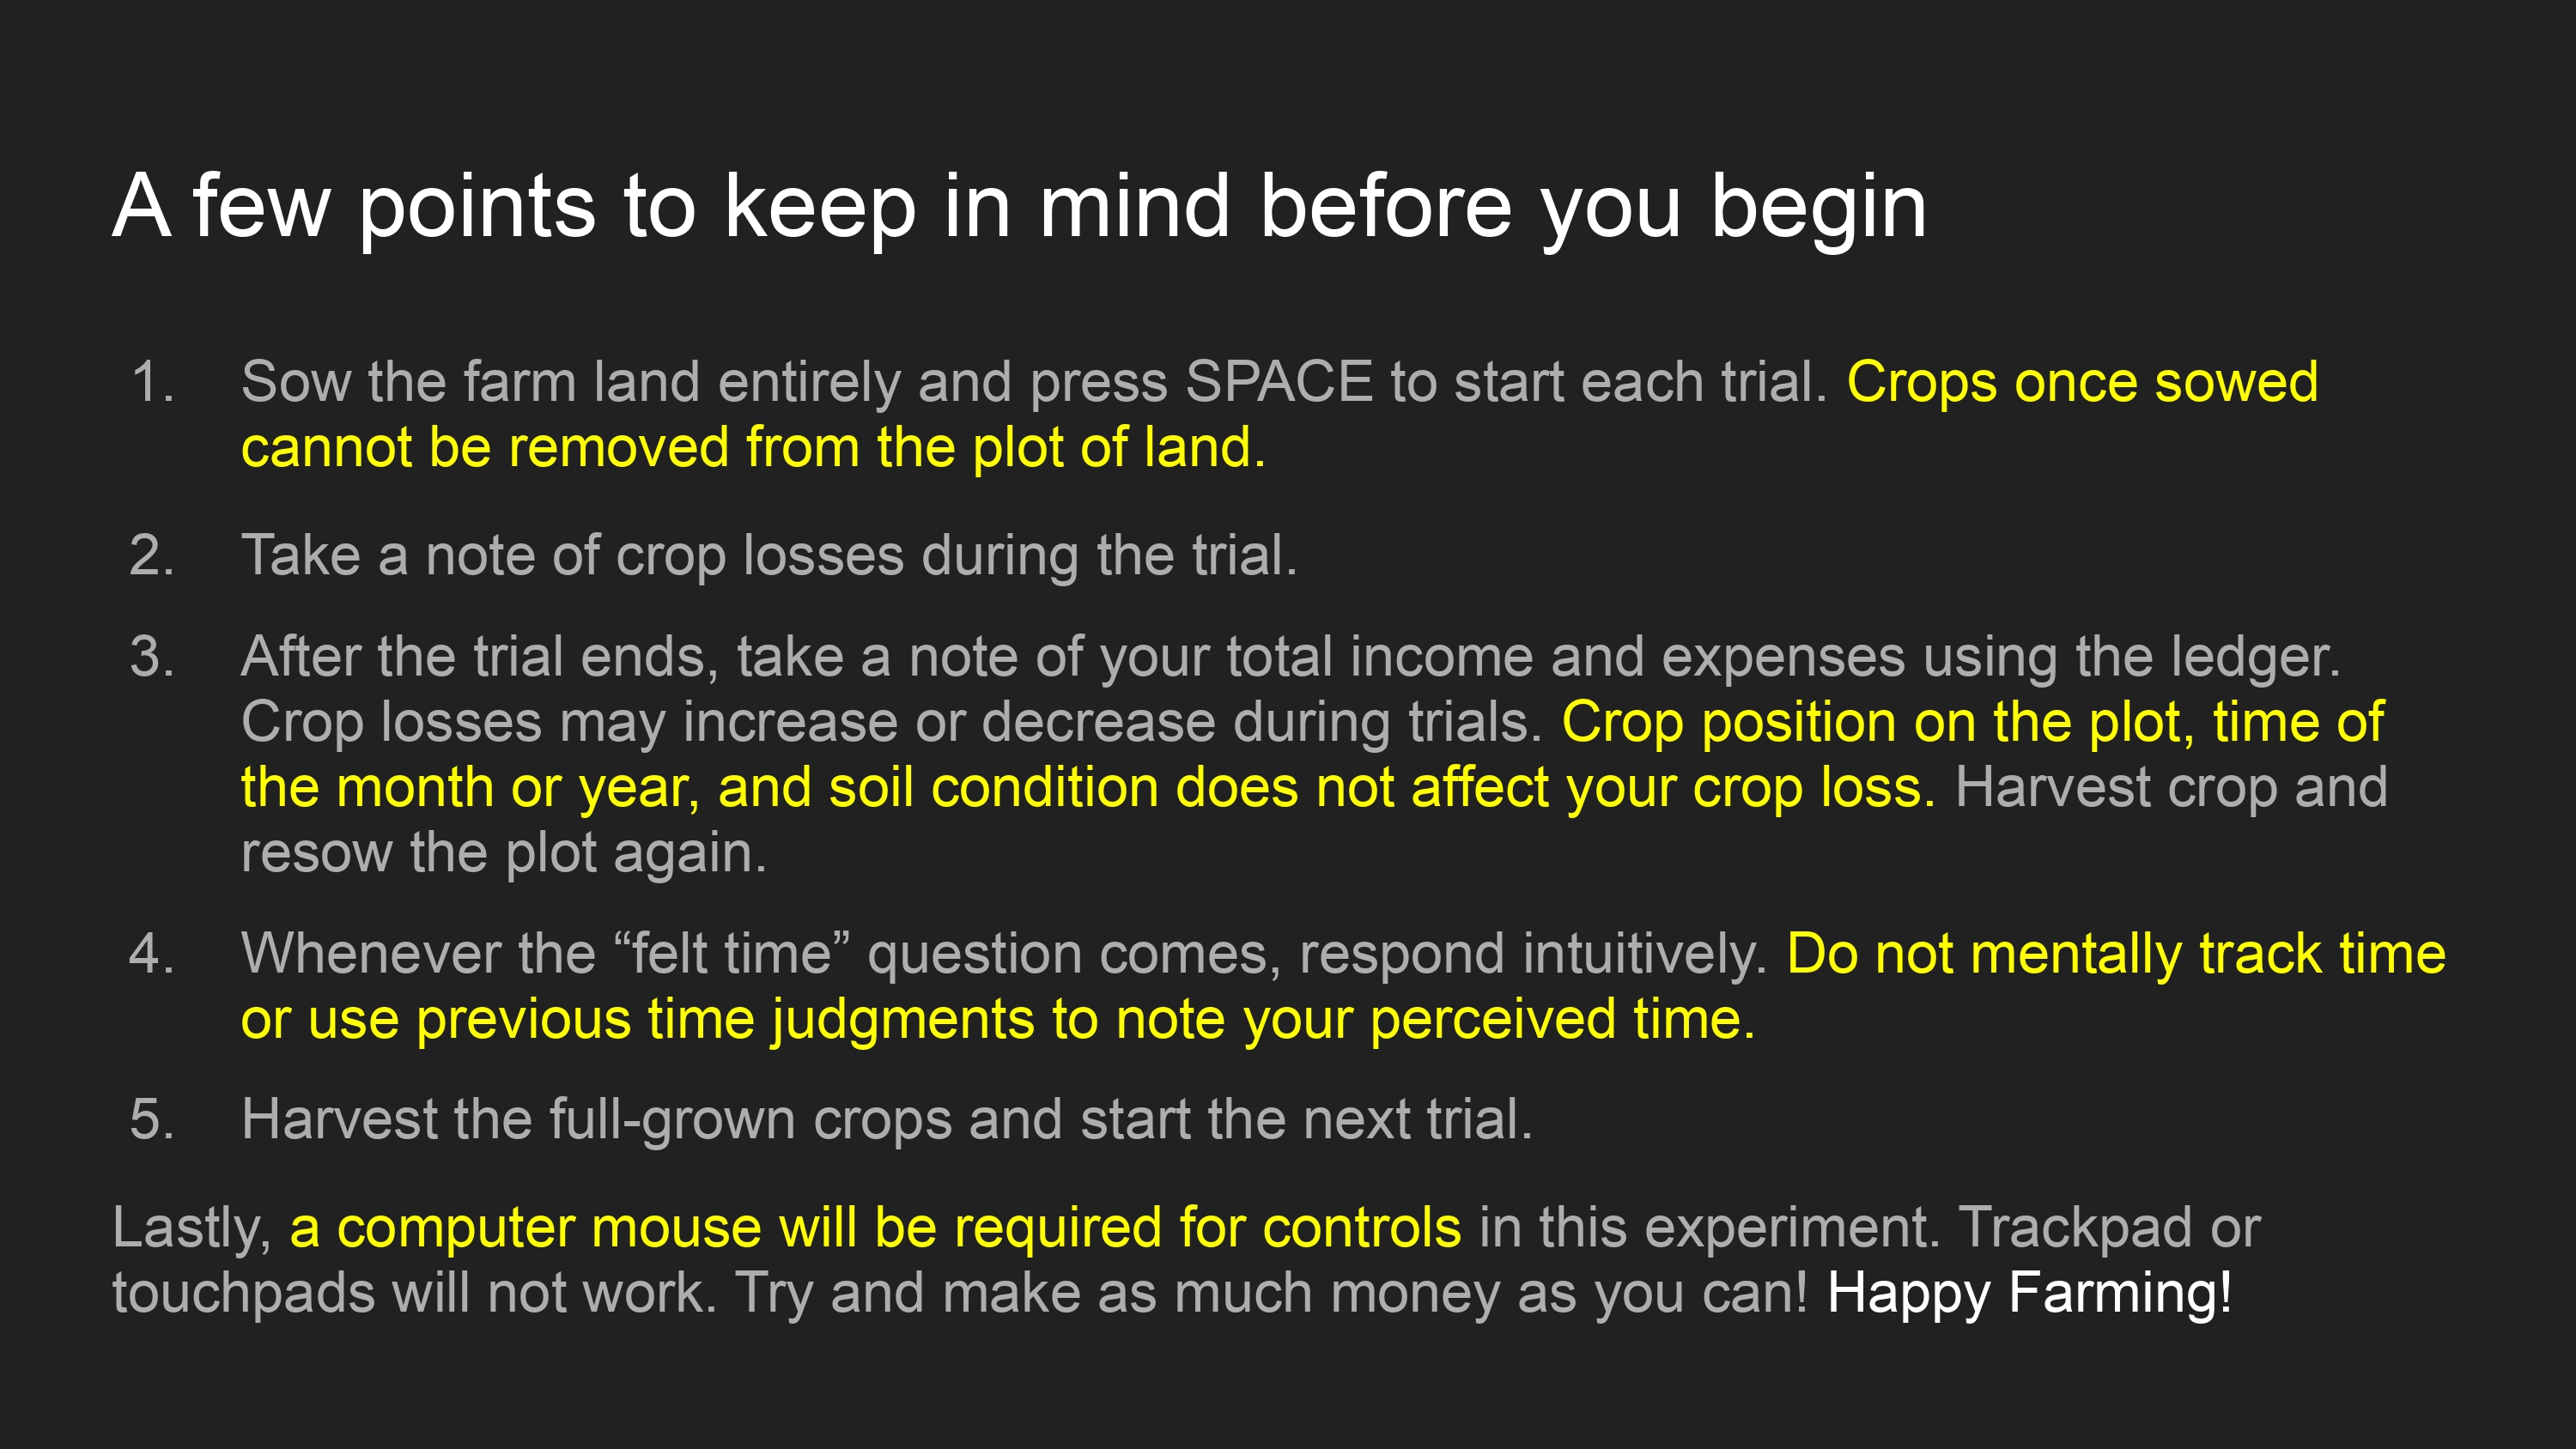 A few points to keep in mind before you begin
1. Sow the farm land entirely and press SPACE to start each trial. Crops once sowed
cannot be removed from the plot of land.
2. Take a note of crop losses during the trial.
3. After the trial ends, take a note of your total income and expenses using the ledger.
Crop losses may increase or decrease during trials. Crop position on the plot, time of
the month or year, and soil condition does not affect your crop loss. Harvest crop and
resow the plot again.
4. Whenever the “felt time” question comes, respond intuitively. Do not mentally track time
or use previous time judgments to note your perceived time.
5. Harvest the full-grown crops and start the next trial.
Lastly, a computer mouse will be required for controls in this experiment. Trackpad or
touchpads will not work. Try and make as much money as you can! Happy Farming!